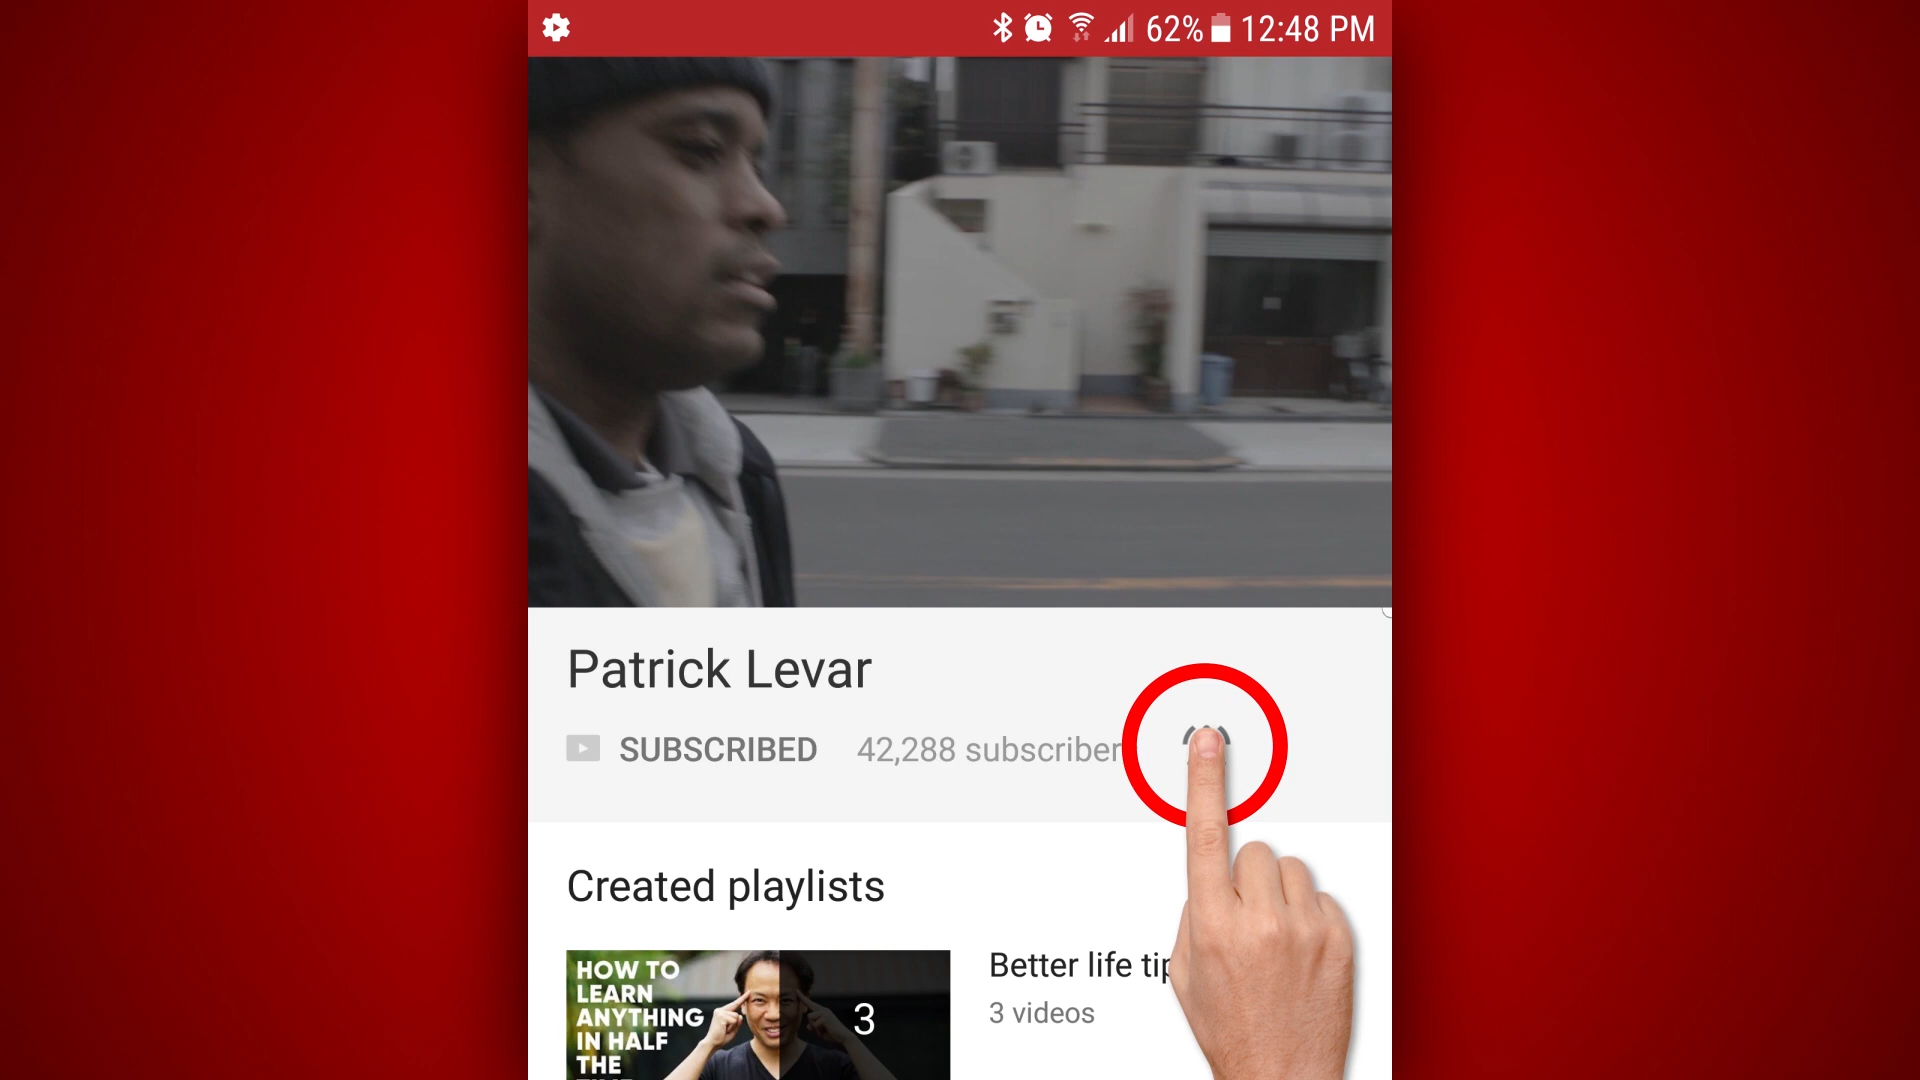 62% 12:48 PM
Patrick Levar
SUBSCRIBED 42,288 subscriber
Created playlists
HOW TO
LEARN
ANYTHING
IN HALF
THE
3
Better life tip
3 videos